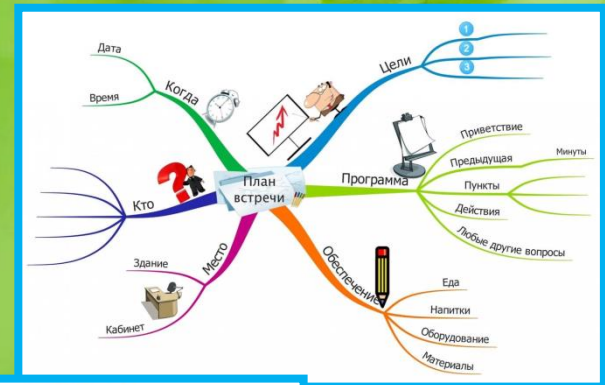 План
встречи
Цели
1
2
3
Программа
Приветствие
Предыдущая
Минуты
Пункты
Действия
Любые другие вопросы
Обеспечение
Еда
Напитки
Оборудование
Материалы
Место
Здание
Кабинет
Кто
Когда
Дата
Время